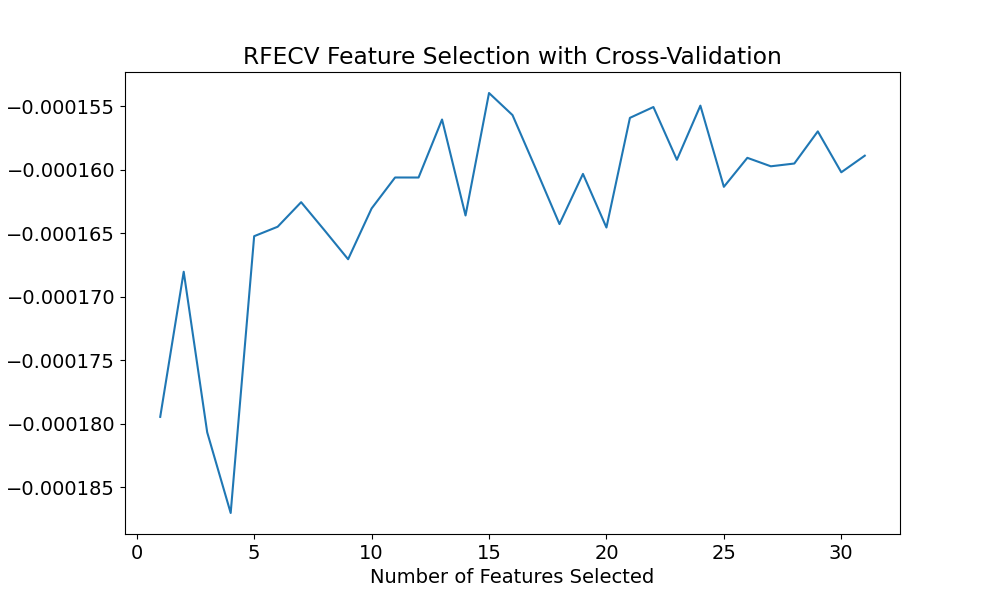 RFECV Feature Selection with Cross-Validation
−0.000155
−0.000160
−0.000165
−0.000170
−0.000175
−0.000180
−0.000185
0 5 10 15 20 25 30
Number of Features Selected